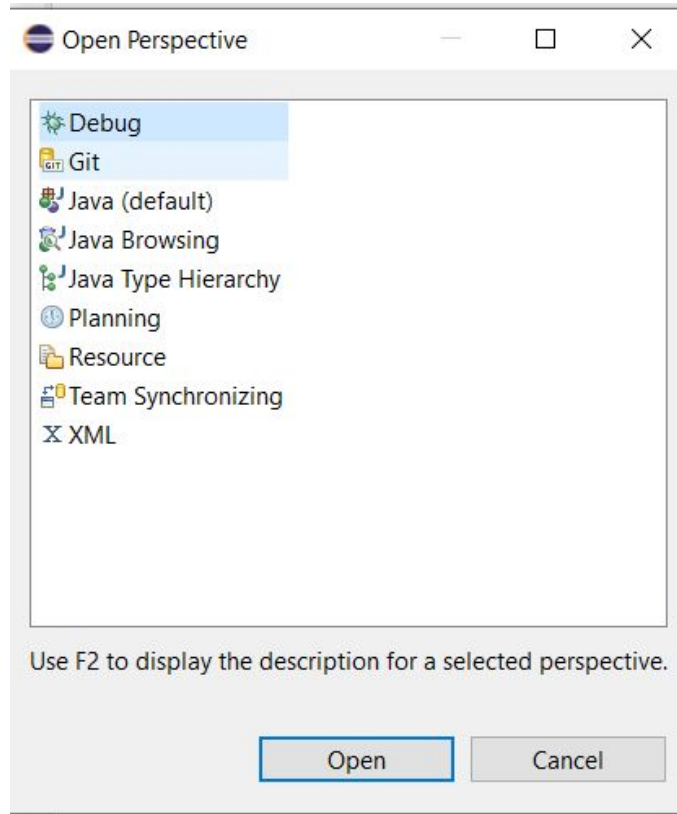 Open Perspective
Debug
GIT Git
Java (default)
Java Browsing
Java Type Hierarchy
Planning
Resource
Team Synchronizing
X XML
Use F2 to display the description for a selected perspective.
Open Cancel